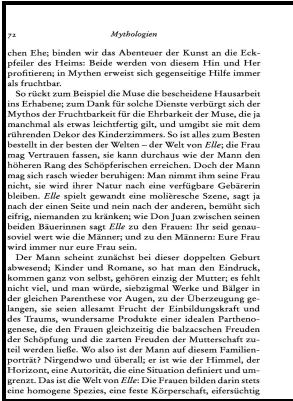 72 Mythologien
chen Ehe; binden wir das Abenteuer der Kunst an die Eck-
pfeiler des Heims: Beide werden von diesem Hin und Her
profitieren; in Mythen erweist sich gegenseitige Hilfe immer
als fruchtbar.
So rückt zum Beispiel die Muse die bescheidene Hausarbeit
ins Erhabene; zum Dank für solche Dienste verbürgt sich der
Mythos der Fruchtbarkeit für die Ehrbarkeit der Muse, die ja
manchmal als etwas leichtfertig gilt, und umgibt sie mit dem
rührenden Dekor des Kinderzimmers. So ist alles zum Besten
bestellt in der besten der Welten – der Welt von Elle; die Frau
mag Vertrauen fassen, sie kann durchaus wie der Mann den
höheren Rang des Schöpferischen erreichen. Doch der Mann
mag sich rasch wieder beruhigen: Man nimmt ihm seine Frau
nicht, sie wird ihrer Natur nach eine verfügbare Gebärerin
bleiben. Elle spielt gewandt eine molièresche Szene, sagt ja
nach der einen Seite und nein nach der anderen, bemüht sich
eifrig, niemanden zu kränken; wie Don Juan zwischen seinen
beiden Bäuerinnen sagt Elle zu den Frauen: Ihr seid genau-
soviel wert wie die Männer; und zu den Männern: Eure Frau
wird immer nur eure Frau sein.
Der Mann scheint zunächst bei dieser doppelten Geburt
abwesend; Kinder und Romane, so hat man den Eindruck,
kommen ganz von selbst, gehören einzig der Mutter; es fehlt
nicht viel, und man würde, siebzigmal Werke und Bälger in
der gleichen Parenthese vor Augen, zu der Überzeugung ge-
langen, sie seien allesamt Frucht der Einbildungskraft und
des Traums, wundersame Produkte einer idealen Partheno-
genese, die den Frauen gleichzeitig die balzacschen Freuden
der Schöpfung und die zarten Freuden der Mutterschaft zu-
teil werden ließe. Wo also ist der Mann auf diesem Familien-
porträt? Nirgendwo und überall; er ist wie der Himmel, der
Horizont, eine Autorität, die eine Situation definiert und um-
grenzt. Das ist die Welt von Elle: Die Frauen bilden darin stets
eine homogene Spezies, eine feste Körperschaft, eifersüchtig